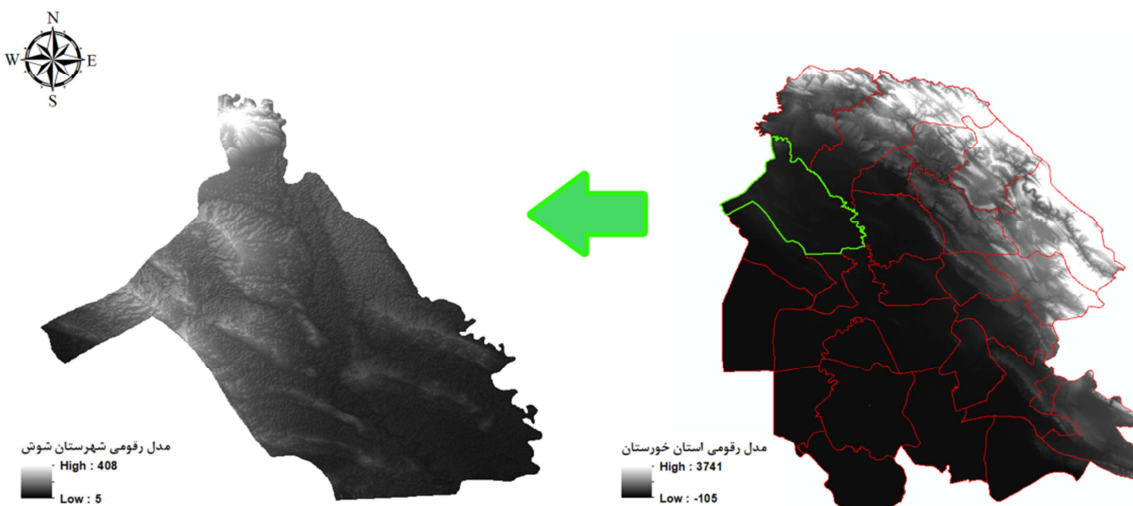 N
W E
S
مدل رقومی شهرستان شوش
High : 408
Low : 5
مدل رقومی استان خورستان
High : 3741
Low : -105